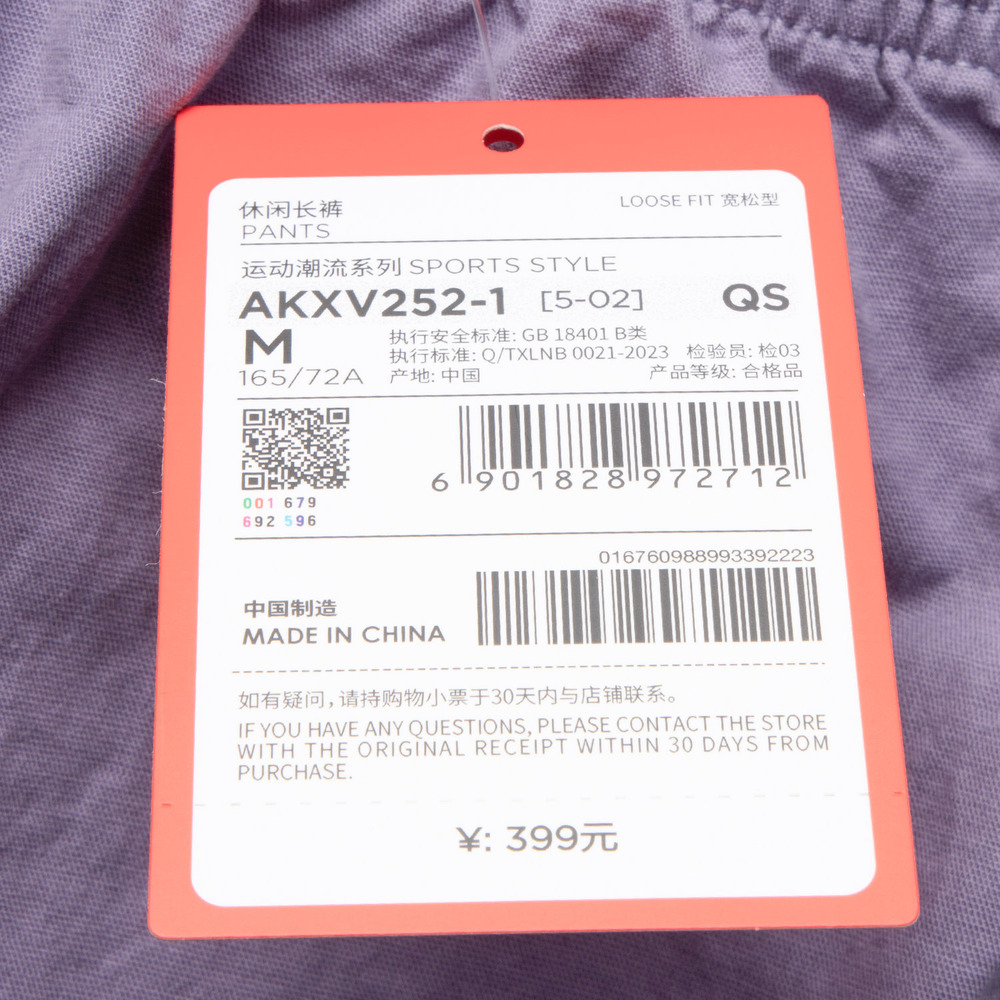 休闲长裤
LOOSE FIT 宽松型
PANTS
运动潮流系列 SPORTS STYLE
AKXV252-1 [5-02] QS
M
执行安全标准: GB 18401 B类
执行标准: Q/TXLNB 0021-2023 检验员: 检03
165/72A 产地: 中国 产品等级: 合格品
6 901828 972712
001 679
692 596
016760988993392223
中国制造
MADE IN CHINA
如有疑问，请持购物小票于30天内与店铺联系。
IF YOU HAVE ANY QUESTIONS, PLEASE CONTACT THE STORE
WITH THE ORIGINAL RECEIPT WITHIN 30 DAYS FROM
PURCHASE.
¥: 399元